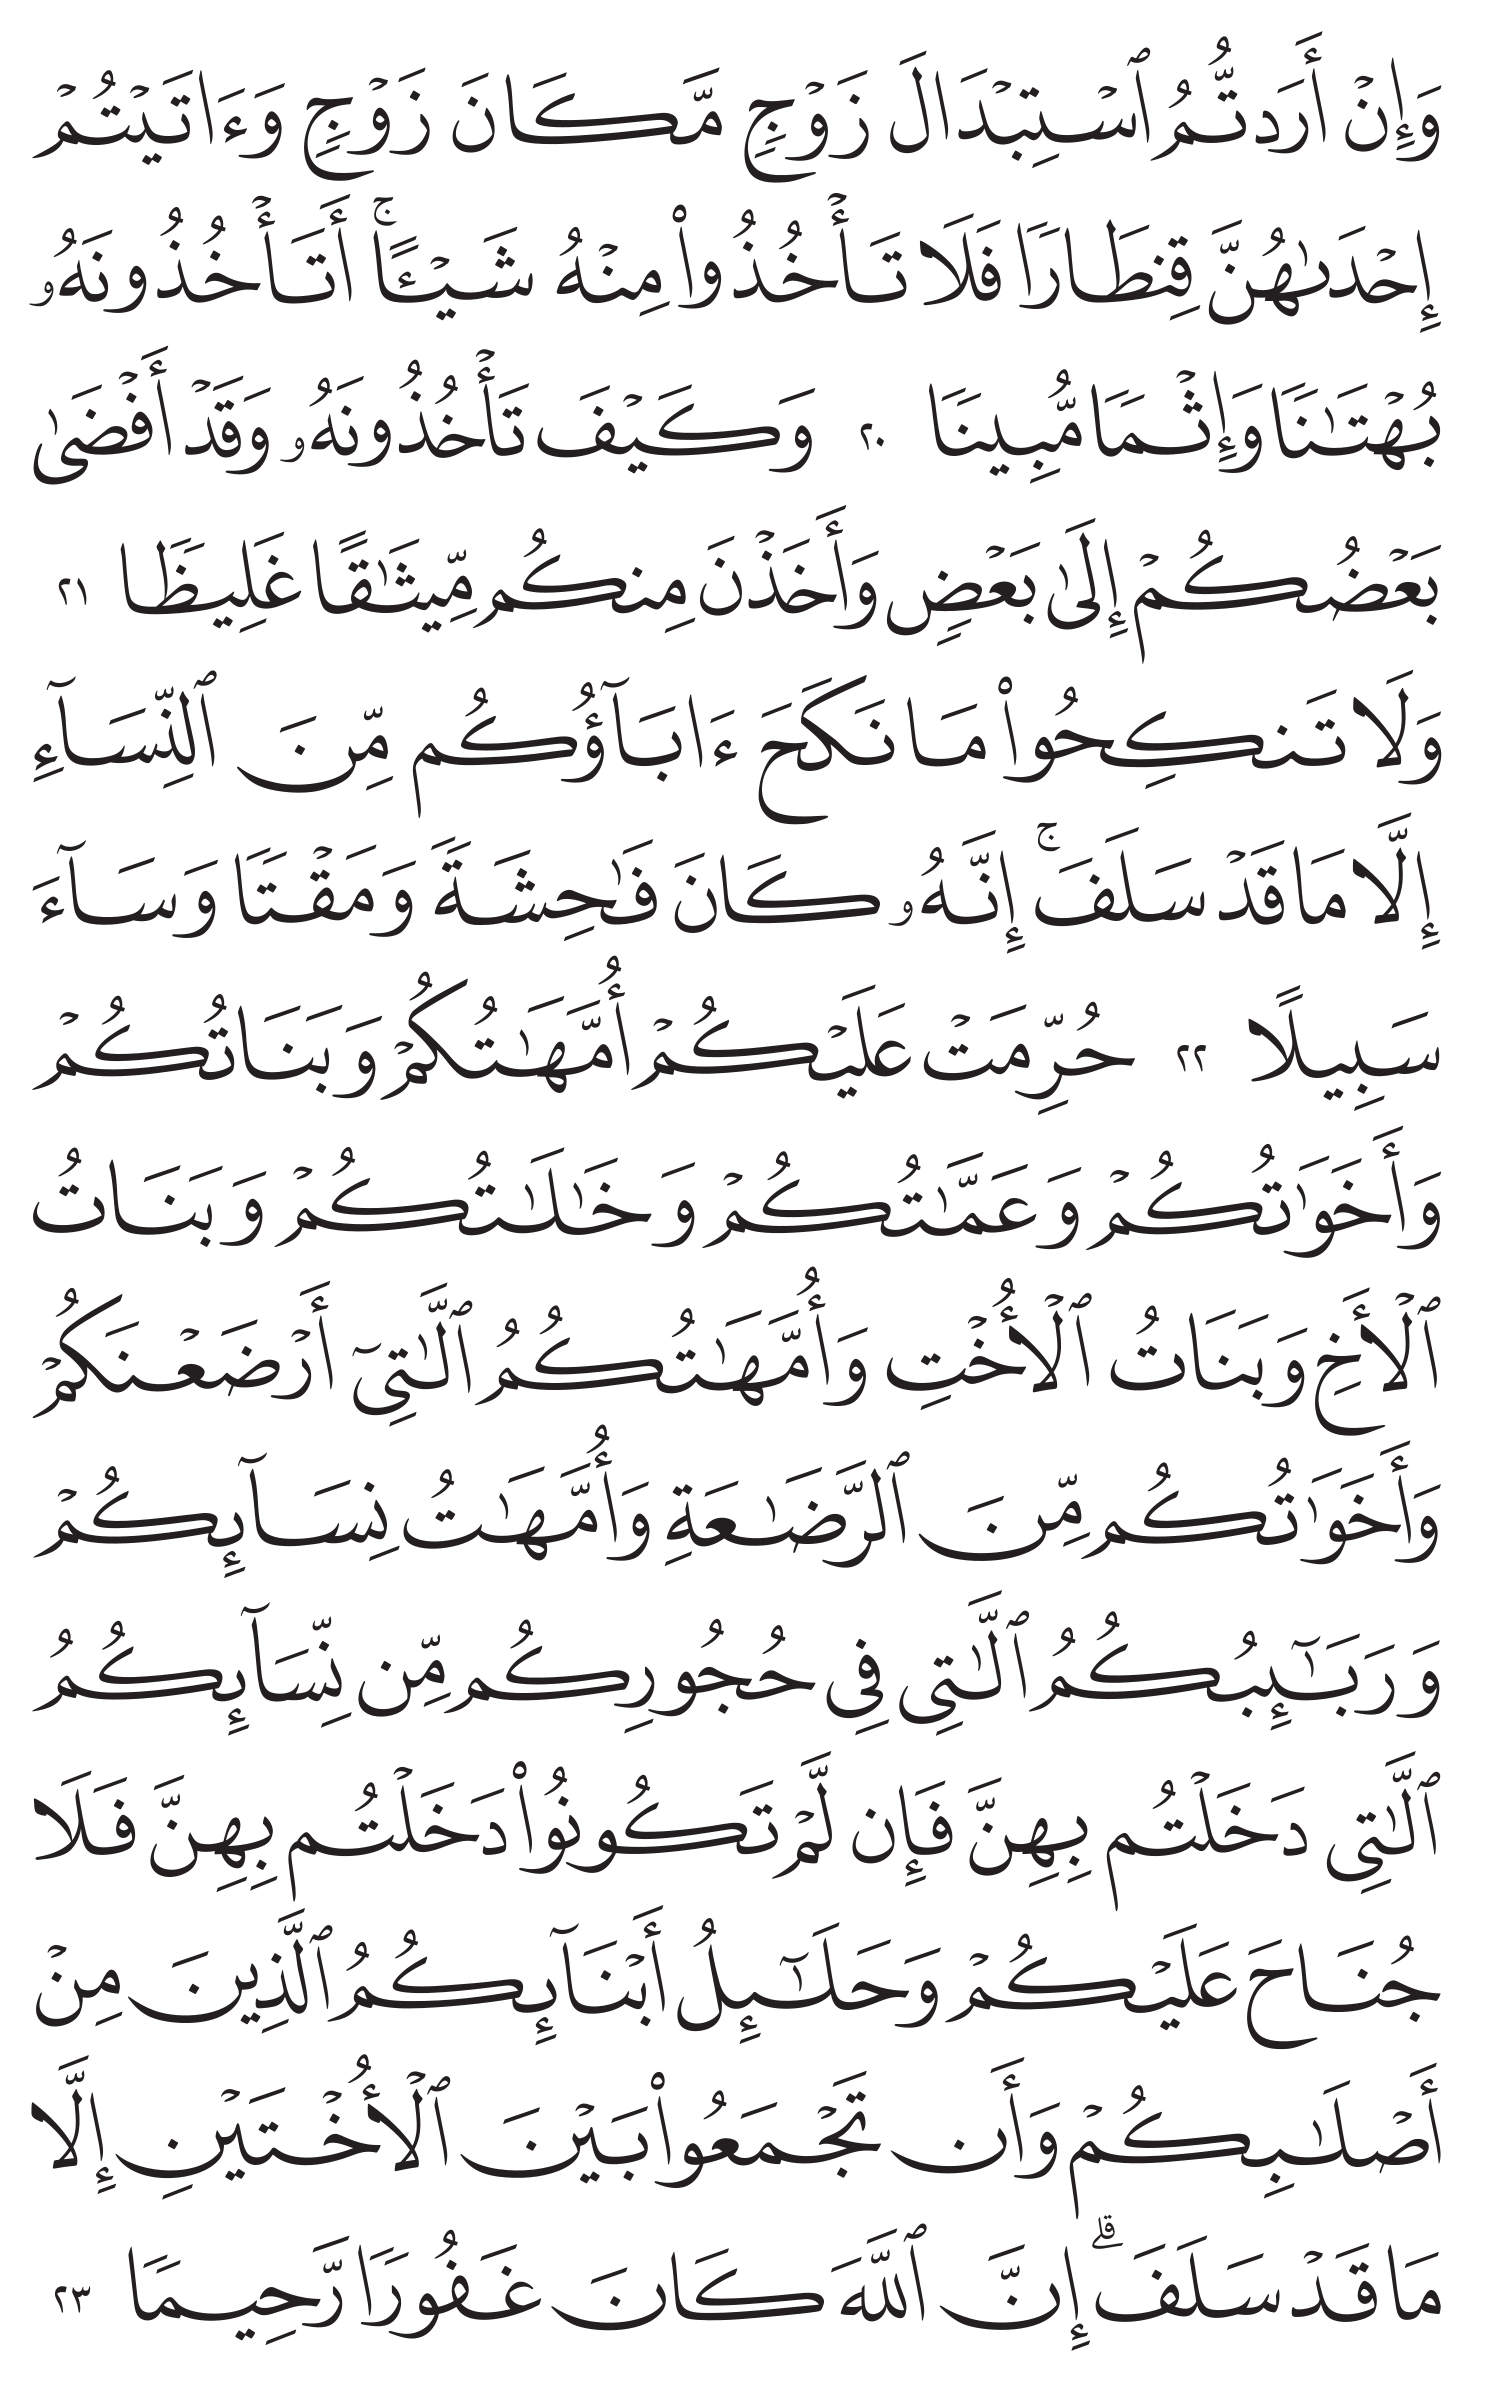 وَإِنۡ أَرَدتُّمُ ٱسۡتِبۡدَالَ زَوۡجٖ مَّكَانَ زَوۡجٖ وَءَاتَيۡتُمۡ
إِحۡدَىٰهُنَّ قِنطَارٗا فَلَا تَأۡخُذُواْ مِنۡهُ شَيۡـًٔاۚ أَتَأۡخُذُونَهُۥ
بُهۡتَٰنٗا وَإِثۡمٗا مُّبِينٗا ٢٠ وَكَيۡفَ تَأۡخُذُونَهُۥ وَقَدۡ أَفۡضَىٰ
بَعۡضُكُمۡ إِلَىٰ بَعۡضٖ وَأَخَذۡنَ مِنكُم مِّيثَٰقًا غَلِيظٗا ٢١
وَلَا تَنكِحُواْ مَا نَكَحَ ءَابَآؤُكُم مِّنَ ٱلنِّسَآءِ
إِلَّا مَا قَدۡ سَلَفَۚ إِنَّهُۥ كَانَ فَٰحِشَةٗ وَمَقۡتٗا وَسَآءَ
سَبِيلًا ٢٢ حُرِّمَتۡ عَلَيۡكُمۡ أُمَّهَٰتُكُمۡ وَبَنَاتُكُمۡ
وَأَخَوَٰتُكُمۡ وَعَمَّٰتُكُمۡ وَخَٰلَٰتُكُمۡ وَبَنَاتُ
ٱلۡأَخِ وَبَنَاتُ ٱلۡأُخۡتِ وَأُمَّهَٰتُكُمُ ٱلَّٰتِيٓ أَرۡضَعۡنَكُمۡ
وَأَخَوَٰتُكُم مِّنَ ٱلرَّضَٰعَةِ وَأُمَّهَٰتُ نِسَآئِكُمۡ
وَرَبَٰٓئِبُكُمُ ٱلَّٰتِي فِي حُجُورِكُم مِّن نِّسَآئِكُمُ
ٱلَّٰتِي دَخَلۡتُم بِهِنَّ فَإِن لَّمۡ تَكُونُواْ دَخَلۡتُم بِهِنَّ فَلَا
جُنَاحَ عَلَيۡكُمۡ وَحَلَٰٓئِلُ أَبۡنَآئِكُمُ ٱلَّذِينَ مِنۡ
أَصۡلَٰبِكُمۡ وَأَن تَجۡمَعُواْ بَيۡنَ ٱلۡأُخۡتَيۡنِ إِلَّا
مَا قَدۡ سَلَفَۗ إِنَّ ٱللَّهَ كَانَ غَفُورٗا رَّحِيمٗا ٢٣